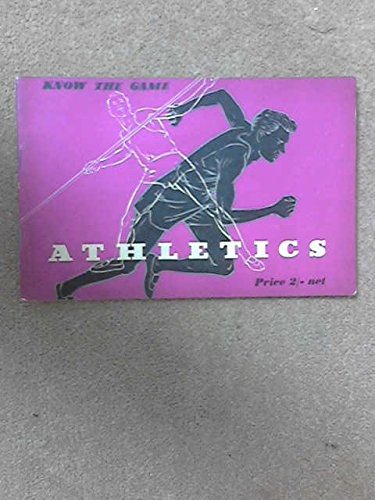 KNOW THE GAME
ATHLETICS
Price 2/- net